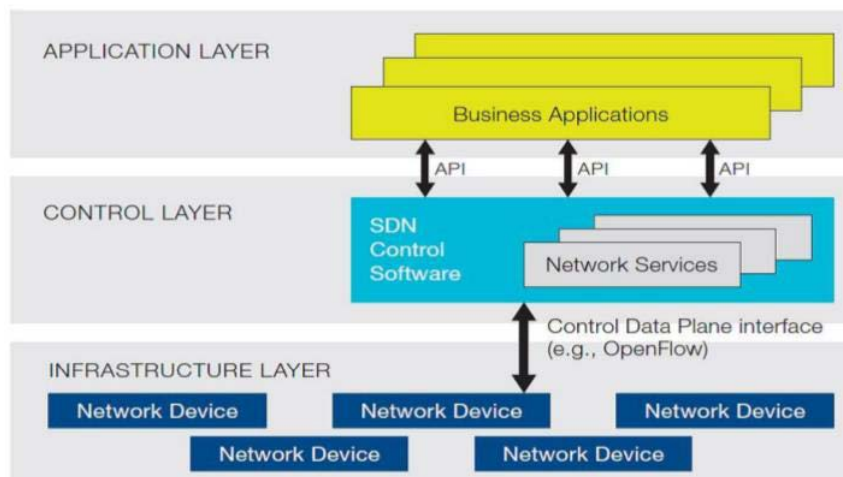 APPLICATION LAYER
Business Applications
API
API
API
CONTROL LAYER
SDN
Control
Software
Network Services
Control Data Plane interface
(e.g., OpenFlow)
INFRASTRUCTURE LAYER
Network Device
Network Device
Network Device
Network Device
Network Device